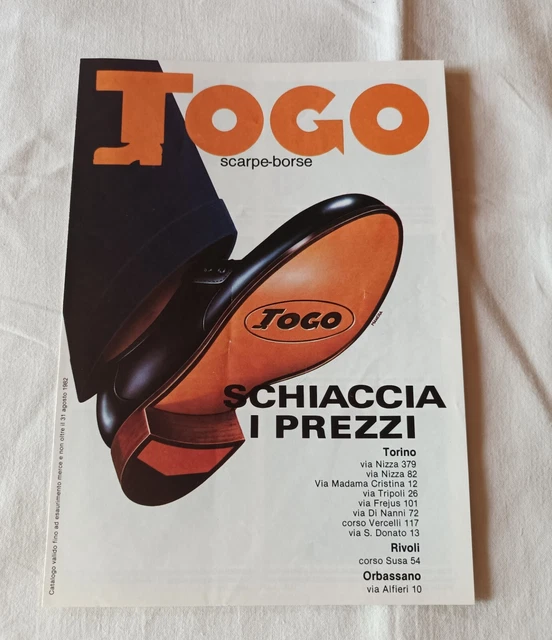 TOGO
scarpe-borse
TOGO
SCHIACCIA
I PREZZI
Torino
via Nizza 379
via Nizza 82
Via Madama Cristina 12
via Tripoli 26
via Frejus 101
via Di Nanni 72
corso Vercelli 117
via S. Donato 13
Rivoli
corso Susa 54
Orbassano
via Alfieri 10
Catalogo valido fino ad esaurimento merce e non oltre il 31 agosto 1982